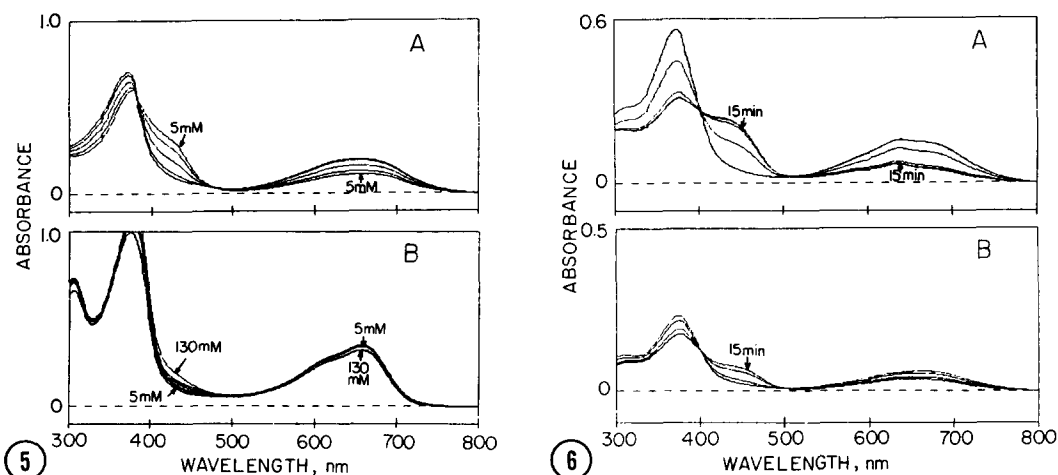 1.0
A
5mM
5mM
0
ABSORBANCE
1.0
B
130mM
5mM
5mM
130
mM
0
300 400 500 600 700 800
WAVELENGTH, nm
5
0.6
A
15min
15min
0
ABSORBANCE
0.5
B
15min
0
300 400 500 600 700 800
WAVELENGTH, nm
6